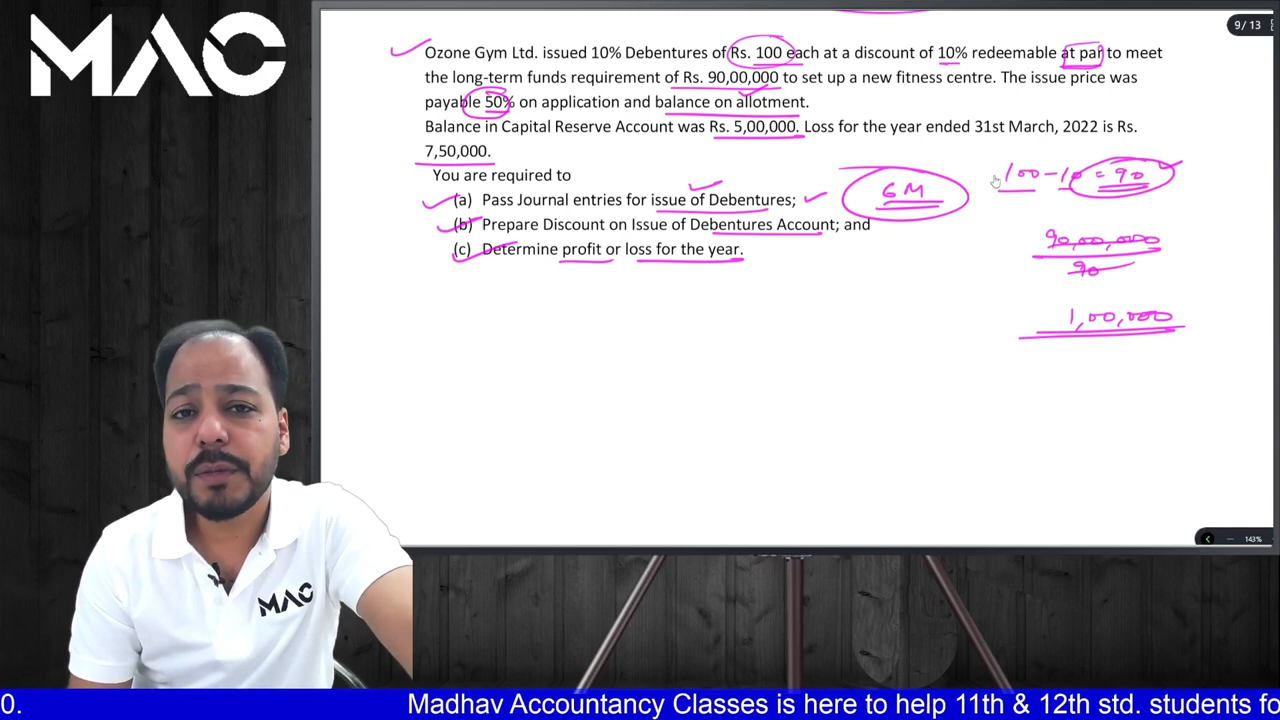 MAC
9/13
Ozone Gym Ltd. issued 10% Debentures of Rs. 100 each at a discount of 10% redeemable at par to meet
the long-term funds requirement of Rs. 90,00,000 to set up a new fitness centre. The issue price was
payable 50% on application and balance on allotment.
Balance in Capital Reserve Account was Rs. 5,00,000. Loss for the year ended 31st March, 2022 is Rs.
7,50,000.
You are required to
(a) Pass Journal entries for issue of Debentures;
(b) Prepare Discount on Issue of Debentures Account; and
(c) Determine profit or loss for the year.
6M
100-10 = 90
90,00,000
90
1,00,000
143%
MAC
0. Madhav Accountancy Classes is here to help 11th & 12th std. students fo